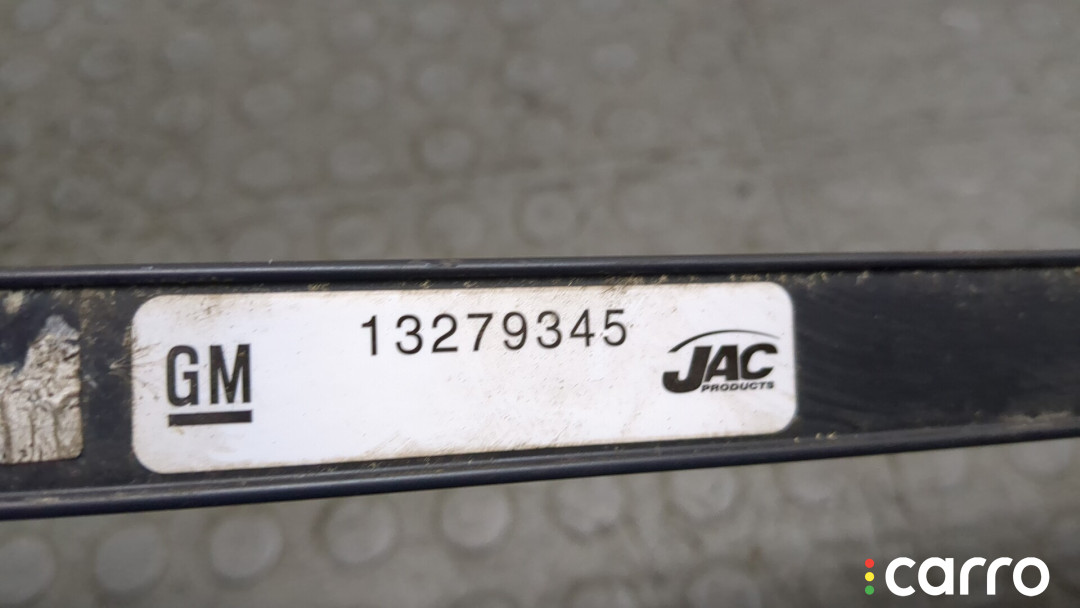 GM
13279345
JAC
PRODUCTS
carro